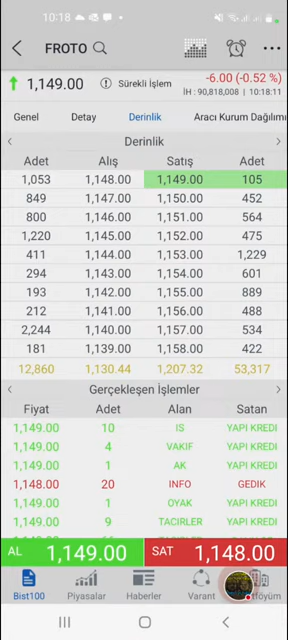 10:18
FROTO
1,149.00 Sürekli İşlem -6.00 (-0.52 %)
İH : 90,818,008 | 10:18:11
Genel Detay Derinlik Aracı Kurum Dağılımı
Derinlik
Adet Alış Satış Adet
1,053 1,148.00 1,149.00 105
849 1,147.00 1,150.00 452
800 1,146.00 1,151.00 564
1,220 1,145.00 1,152.00 475
411 1,144.00 1,153.00 1,229
294 1,143.00 1,154.00 601
193 1,142.00 1,155.00 889
212 1,141.00 1,156.00 488
2,244 1,140.00 1,157.00 534
181 1,139.00 1,158.00 422
12,860 1,130.44 1,207.32 53,317
Gerçekleşen İşlemler
Fiyat Adet Alan Satan
1,149.00 10 IS YAPI KREDI
1,149.00 4 VAKIF YAPI KREDI
1,149.00 1 AK YAPI KREDI
1,148.00 20 INFO GEDIK
1,149.00 1 OYAK YAPI KREDI
1,149.00 9 TACIRLER YAPI KREDI
AL 1,149.00 SAT 1,148.00
Bist100 Piyasalar Haberler Varant tföyüm